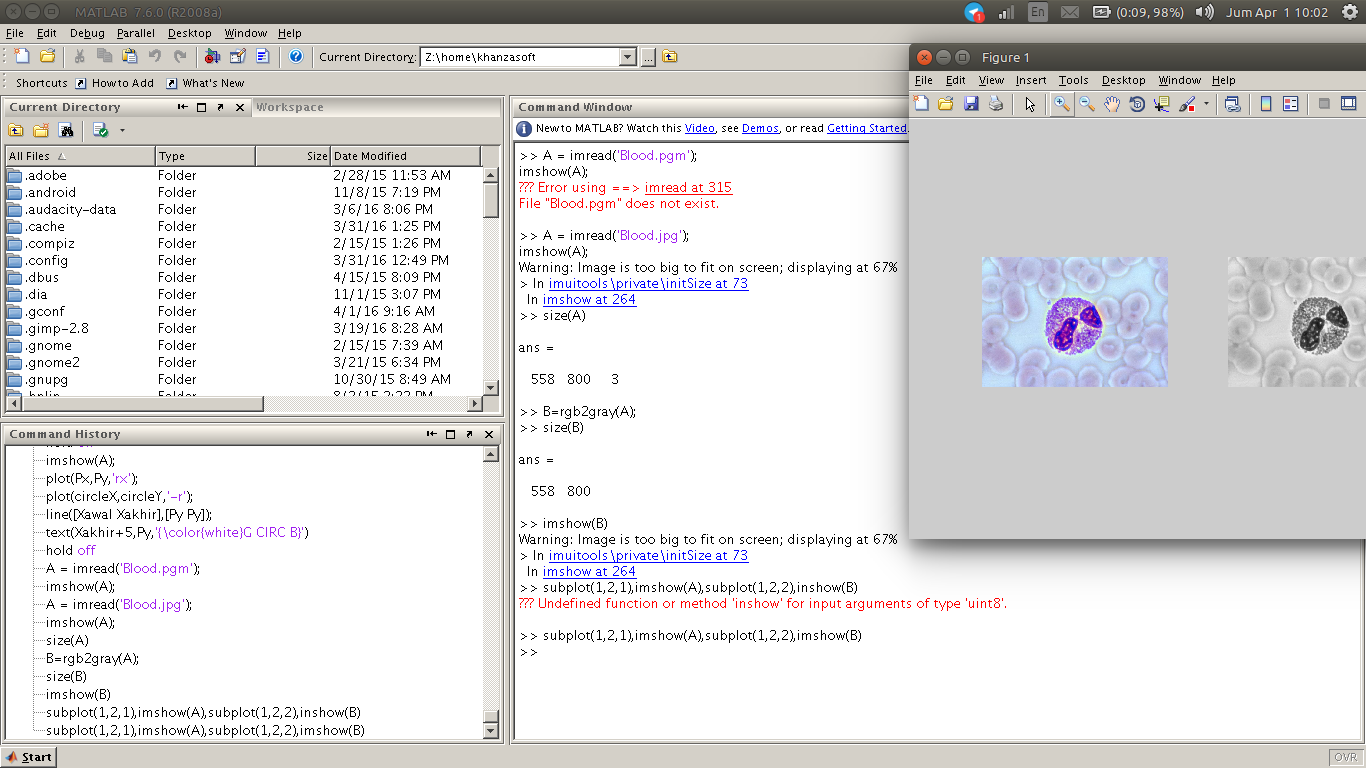 MATLAB 7.6.0 (R2008a)
1
En
(0:09, 98%)
Jum Apr 1 10:02
File Edit Debug Parallel Desktop Window Help
Current Directory: Z:\home\khanzasoft
...
Shortcuts How to Add What's New
Current Directory
Workspace
All Files Type Size Date Modified
.adobe Folder 2/28/15 11:53 AM
.android Folder 11/8/15 7:19 PM
.audacity-data Folder 3/6/16 8:06 PM
.cache Folder 3/31/16 1:25 PM
.compiz Folder 2/15/15 1:26 PM
.config Folder 3/31/16 12:49 PM
.dbus Folder 4/15/15 8:09 PM
.dia Folder 11/1/15 3:07 PM
.gconf Folder 4/1/16 9:16 AM
.gimp-2.8 Folder 3/19/16 8:28 AM
.gnome Folder 2/15/15 7:39 AM
.gnome2 Folder 3/21/15 6:34 PM
.gnupg Folder 10/30/15 8:49 AM
Command History
imshow(A);
plot(Px,Py,'rx');
plot(circleX,circleY,'-r');
line([Xawal Xakhir],[Py Py]);
text(Xakhir+5,Py,'{\color{white}G CIRC B}')
hold off
A = imread('Blood.pgm');
imshow(A);
A = imread('Blood.jpg');
imshow(A);
size(A)
B=rgb2gray(A);
size(B)
imshow(B)
subplot(1,2,1),imshow(A),subplot(1,2,2),inshow(B)
subplot(1,2,1),imshow(A),subplot(1,2,2),imshow(B)
Command Window
New to MATLAB? Watch this Video, see Demos, or read Getting Started.
>> A = imread('Blood.pgm');
imshow(A);
??? Error using ==> imread at 315
File "Blood.pgm" does not exist.
>> A = imread('Blood.jpg');
imshow(A);
Warning: Image is too big to fit on screen; displaying at 67%
> In imuitools\private\initSize at 73
In imshow at 264
>> size(A)
ans =
558 800 3
>> B=rgb2gray(A);
>> size(B)
ans =
558 800
>> imshow(B)
Warning: Image is too big to fit on screen; displaying at 67%
> In imuitools\private\initSize at 73
In imshow at 264
>> subplot(1,2,1),imshow(A),subplot(1,2,2),inshow(B)
??? Undefined function or method 'inshow' for input arguments of type 'uint8'.
>> subplot(1,2,1),imshow(A),subplot(1,2,2),imshow(B)
>>
Figure 1
File Edit View Insert Tools Desktop Window Help
Start
OVR